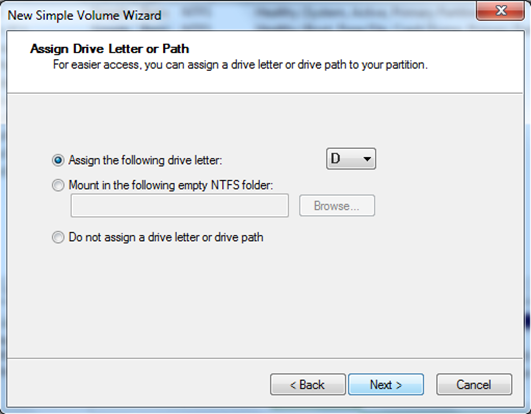 New Simple Volume Wizard
Assign Drive Letter or Path
For easier access, you can assign a drive letter or drive path to your partition.
Assign the following drive letter: D
Mount in the following empty NTFS folder:
Browse...
Do not assign a drive letter or drive path
< Back Next > Cancel